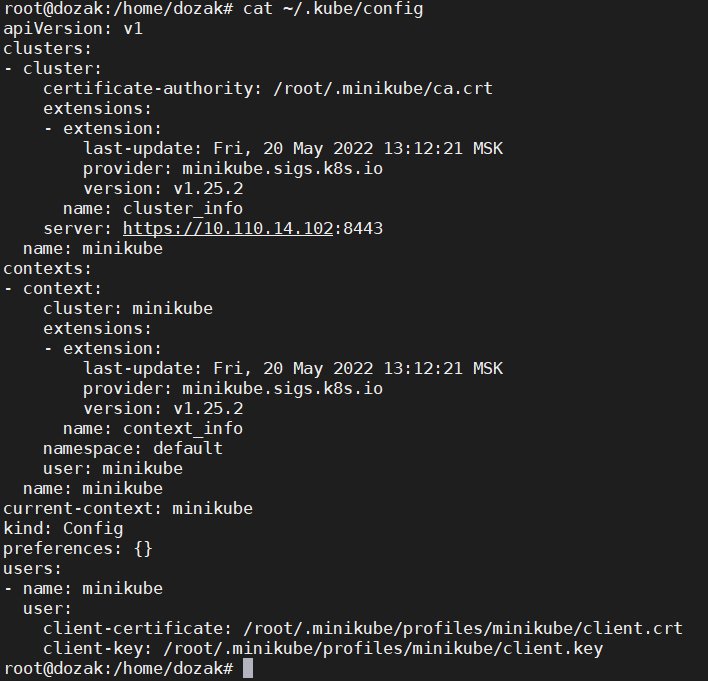 root@dozak:/home/dozak# cat ~/.kube/config
apiVersion: v1
clusters:
- cluster:
    certificate-authority: /root/.minikube/ca.crt
    extensions:
    - extension:
        last-update: Fri, 20 May 2022 13:12:21 MSK
        provider: minikube.sigs.k8s.io
        version: v1.25.2
      name: cluster_info
    server: https://10.110.14.102:8443
  name: minikube
contexts:
- context:
    cluster: minikube
    extensions:
    - extension:
        last-update: Fri, 20 May 2022 13:12:21 MSK
        provider: minikube.sigs.k8s.io
        version: v1.25.2
      name: context_info
    namespace: default
    user: minikube
  name: minikube
current-context: minikube
kind: Config
preferences: {}
users:
- name: minikube
  user:
    client-certificate: /root/.minikube/profiles/minikube/client.crt
    client-key: /root/.minikube/profiles/minikube/client.key
root@dozak:/home/dozak#